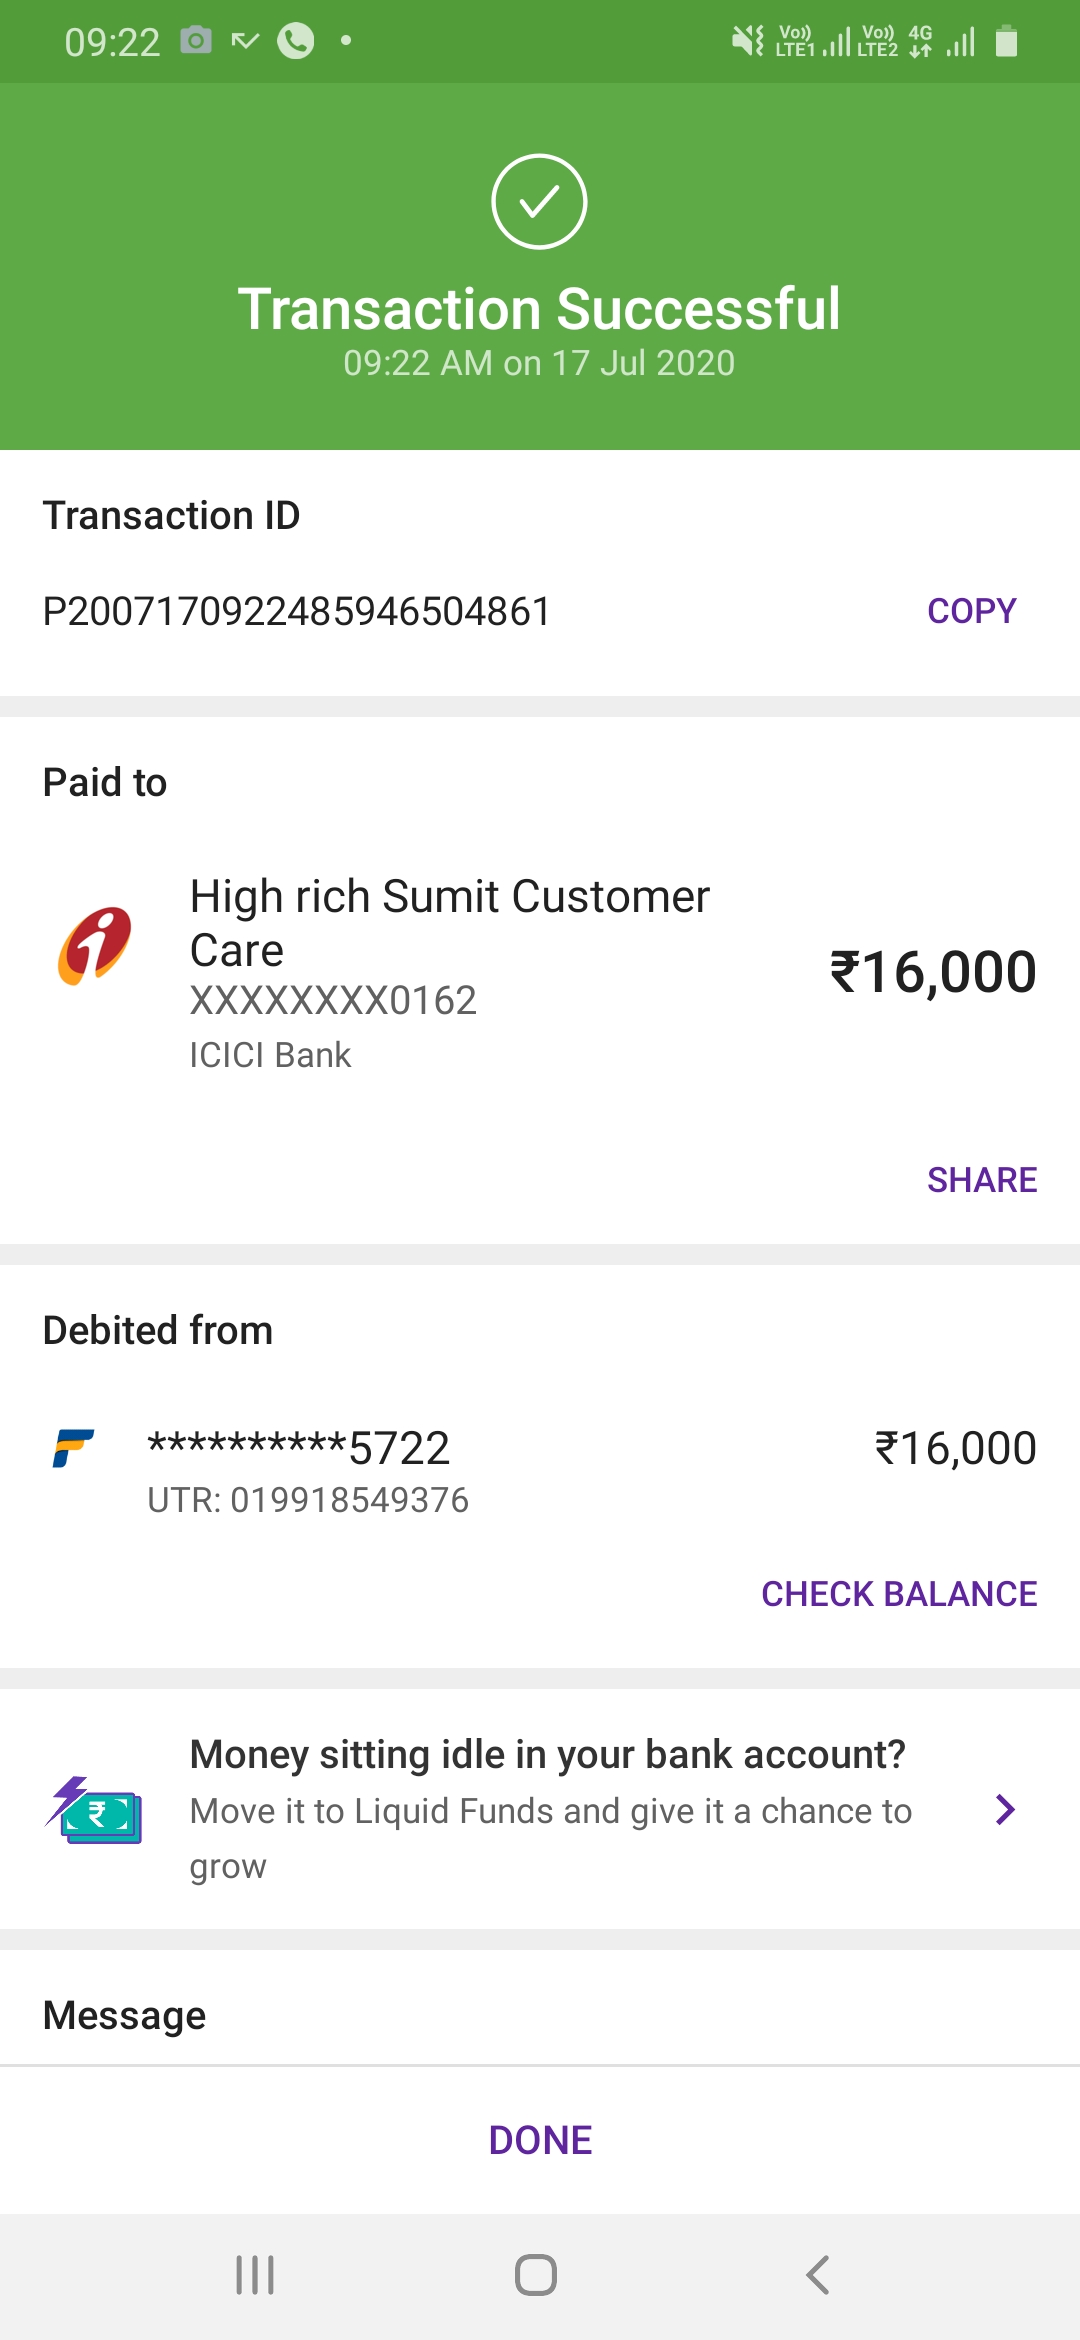 09:22
Vo)) LTE1 Vo)) LTE2 4G
Transaction Successful
09:22 AM on 17 Jul 2020
Transaction ID
P2007170922485946504861 COPY
Paid to
High rich Sumit Customer
Care
₹16,000
XXXXXXXX0162
ICICI Bank
SHARE
Debited from
**********5722 ₹16,000
UTR: 019918549376
CHECK BALANCE
Money sitting idle in your bank account?
Move it to Liquid Funds and give it a chance to
grow
Message
DONE